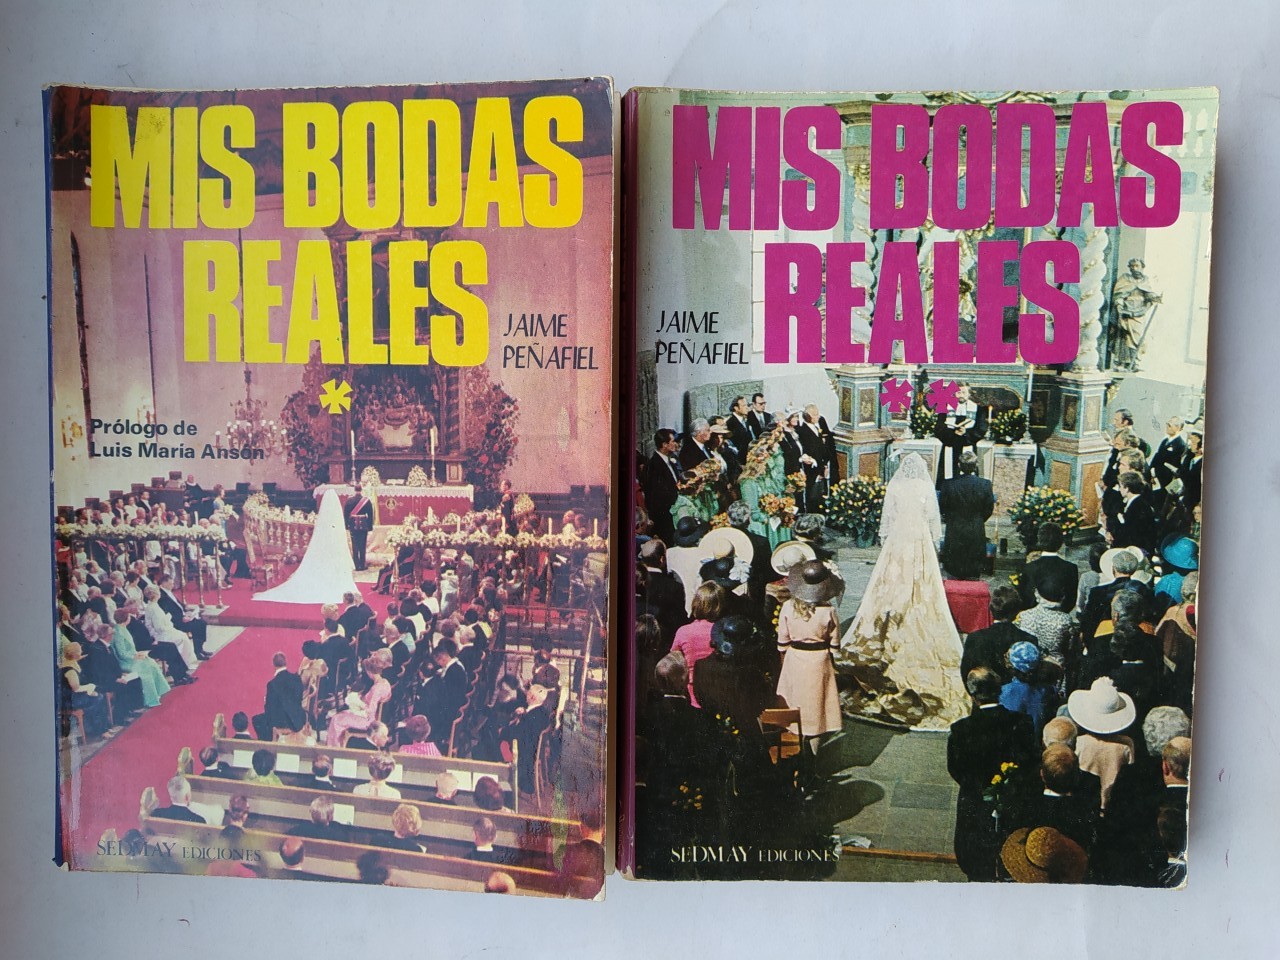 MIS BODAS
REALES
*
JAIME
PEÑAFIEL
Prólogo de
Luis María Ansón
SEDMAY EDICIONES
MIS BODAS
REALES
**
JAIME
PEÑAFIEL
SEDMAY EDICIONES